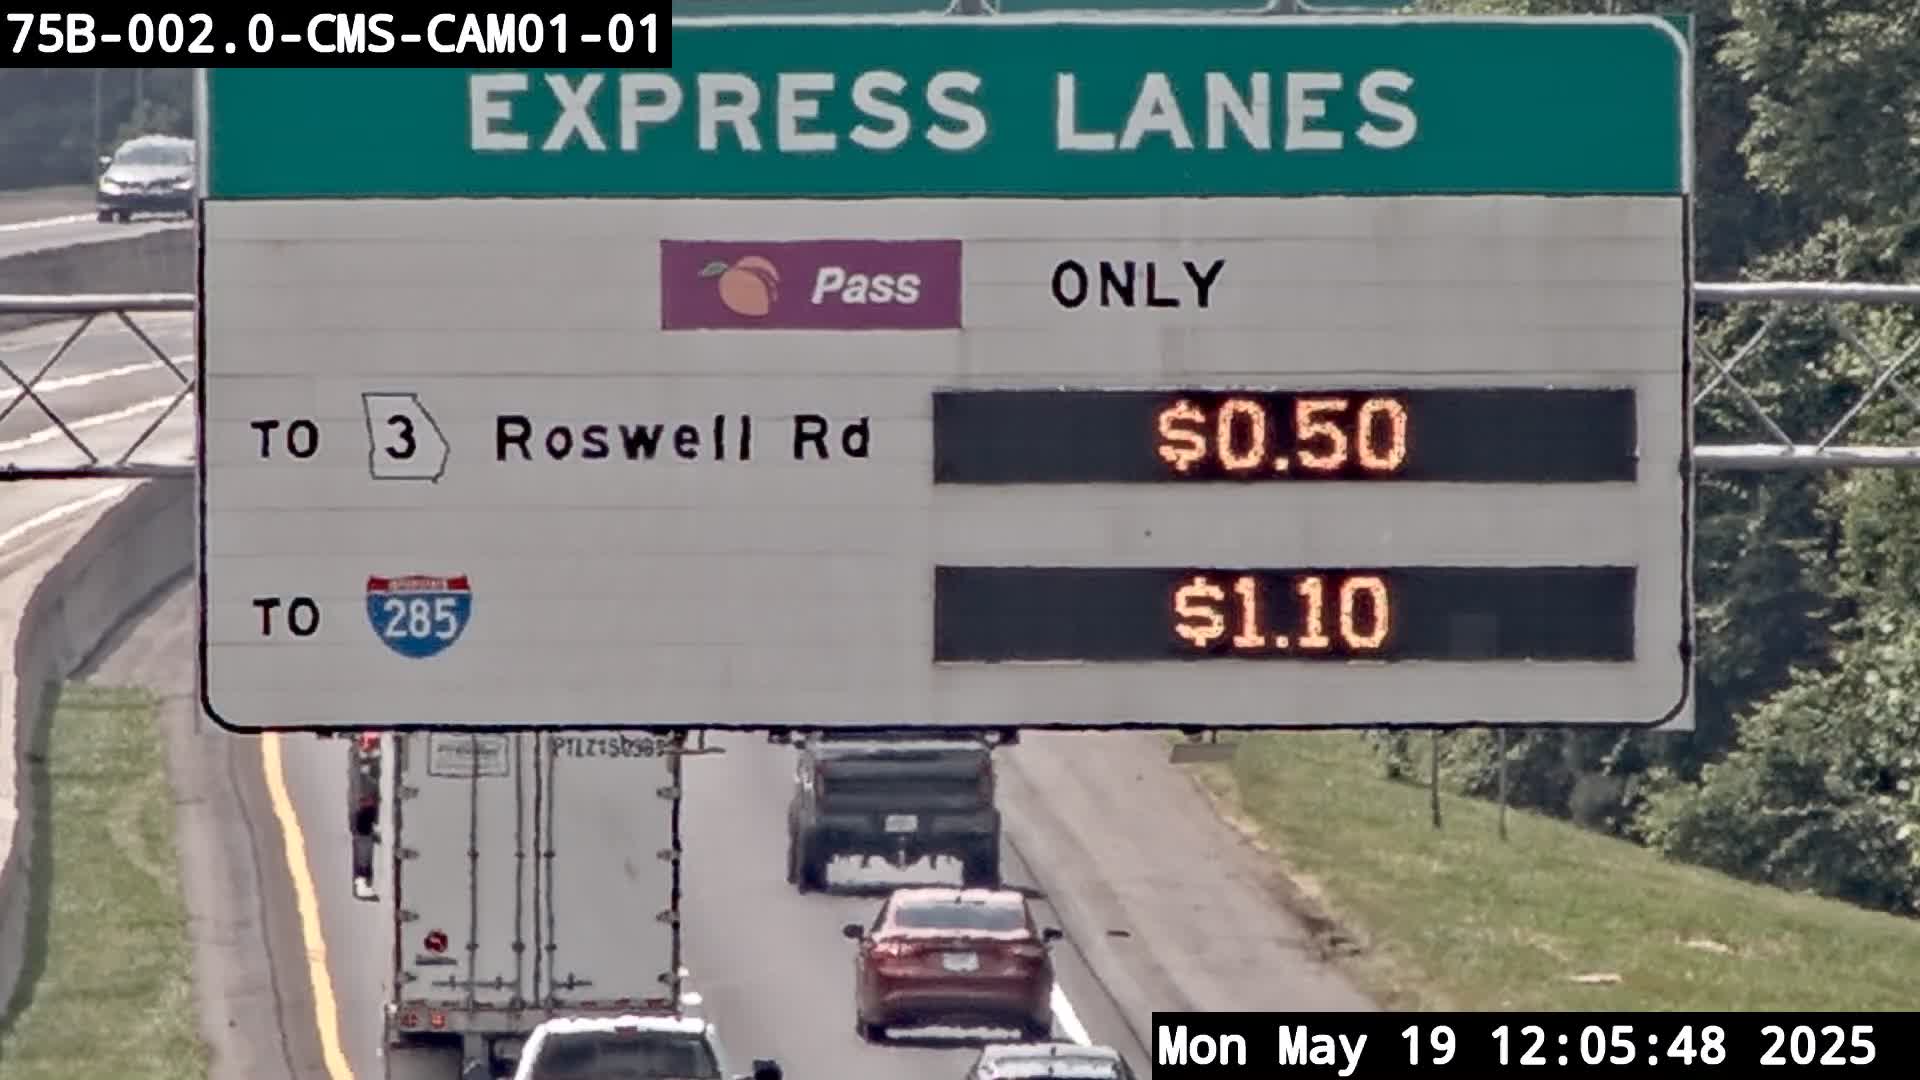 75B-002.0-CMS-CAM01-01
EXPRESS LANES
Pass ONLY
TO 3 Roswell Rd $0.50
TO 285 $1.10
Mon May 19 12:05:48 2025